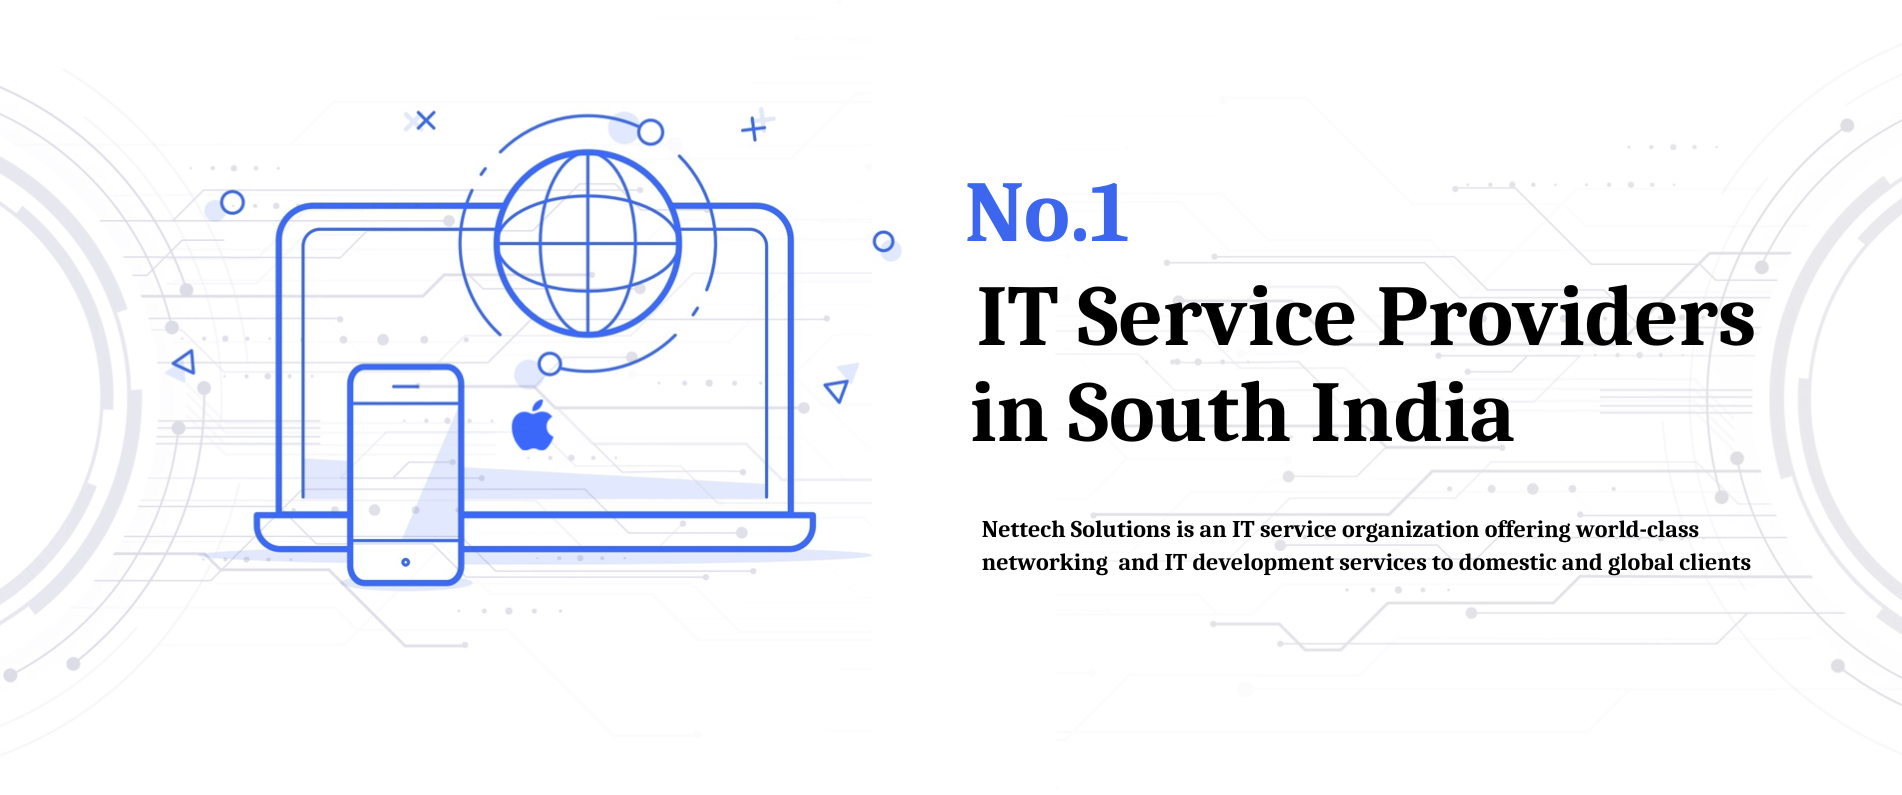 No.1
IT Service Providers
in South India
Nettech Solutions is an IT service organization offering world-class
networking  and IT development services to domestic and global clients